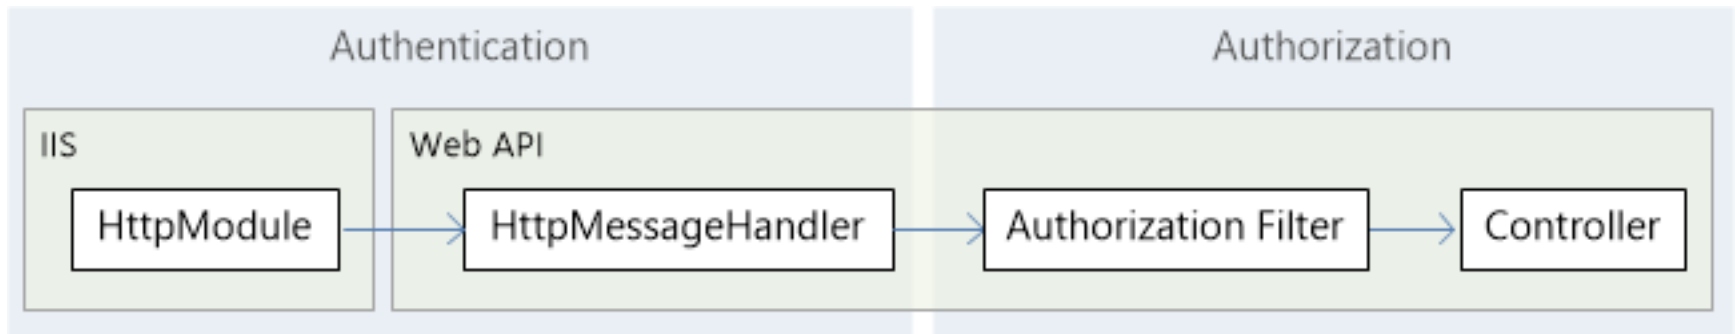 Authentication
Authorization
IIS
Web API
HttpModule
HttpMessageHandler
Authorization Filter
Controller